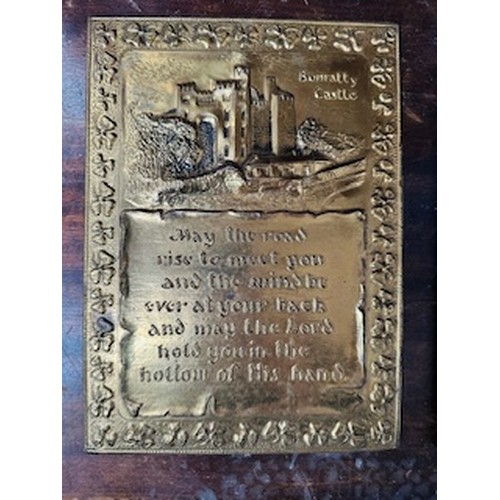 Bunratty
Castle
May the road
rise to meet you
and the wind be
ever at your back
and may the Lord
hold you in the
hollow of His hand.